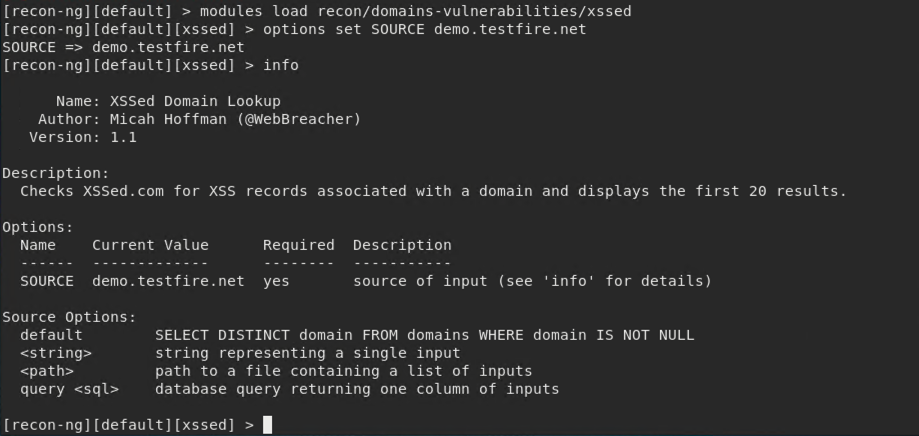 [recon-ng][default] > modules load recon/domains-vulnerabilities/xssed
[recon-ng][default][xssed] > options set SOURCE demo.testfire.net
SOURCE => demo.testfire.net
[recon-ng][default][xssed] > info
Name: XSSed Domain Lookup
Author: Micah Hoffman (@WebBreacher)
Version: 1.1
Description:
Checks XSSed.com for XSS records associated with a domain and displays the first 20 results.
Options:
Name    Current Value      Required  Description
------  -------------      --------  -----------
SOURCE  demo.testfire.net  yes       source of input (see 'info' for details)
Source Options:
default        SELECT DISTINCT domain FROM domains WHERE domain IS NOT NULL
<string>       string representing a single input
<path>         path to a file containing a list of inputs
query <sql>    database query returning one column of inputs
[recon-ng][default][xssed] >